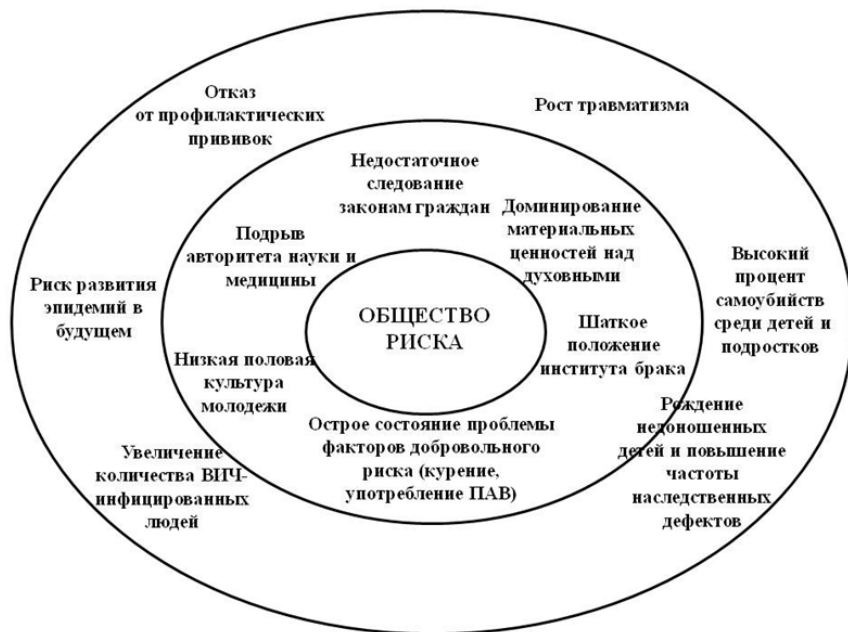 Отказ
от профилактических
прививок
Рост травматизма
Недостаточное
следование
законам граждан
Доминирование
материальных
ценностей над
духовными
Подрыв
авторитета науки и
медицины
Высокий
процент
самоубийств
среди детей и
подростков
Риск развития
эпидемий в
будущем
ОБЩЕСТВО
РИСКА
Шаткое
положение
института брака
Низкая половая
культура
молодежи
Острое состояние проблемы
факторов добровольного
риска (курение,
употребление ПАВ)
Рождение
недоношенных
детей и повышение
частоты
наследственных
дефектов
Увеличение
количества ВИЧ-
инфицированных
людей